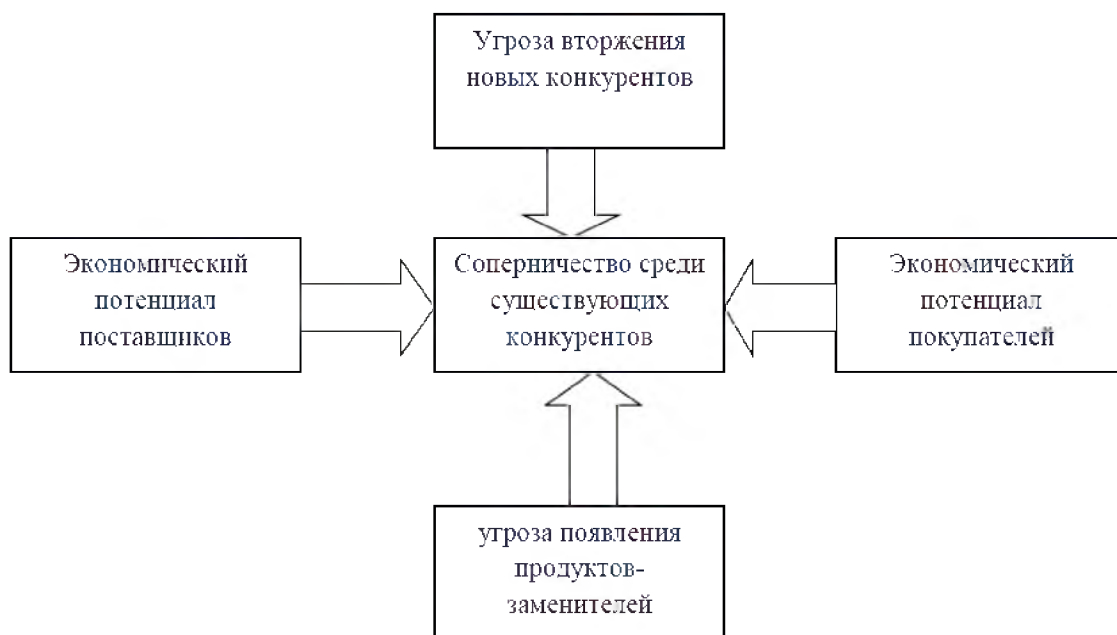 Угроза вторжения
новых конкурентов
Экономический
потенциал
поставщиков
Соперничество среди
существующих
конкурентов
Экономический
потенциал
покупателей
угроза появления
продуктов-
заменителей